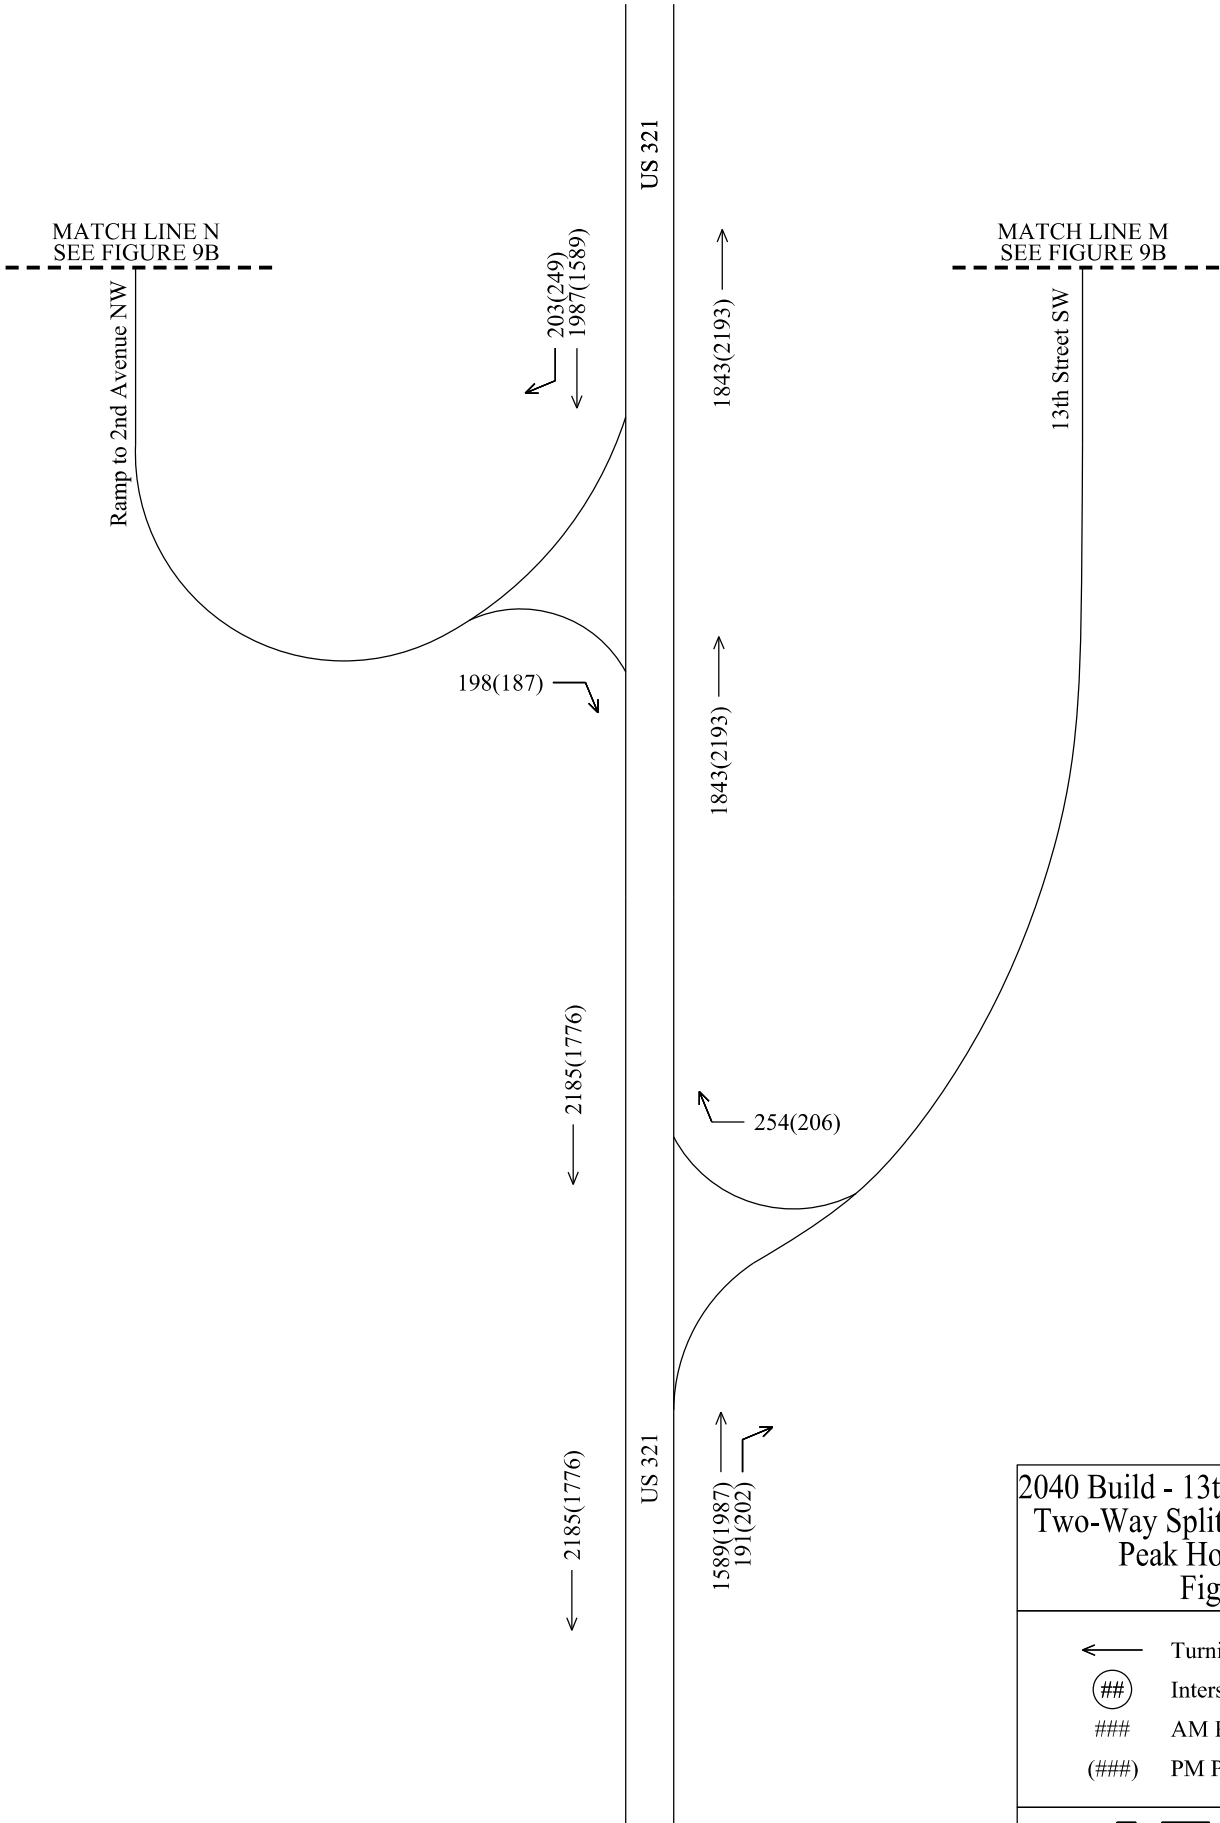 US 321
MATCH LINE N
SEE FIGURE 9B
MATCH LINE M
SEE FIGURE 9B
Ramp to 2nd Avenue NW
203(249)
1987(1589)
1843(2193)
13th Street SW
198(187)
1843(2193)
2185(1776)
254(206)
2185(1776)
US 321
1589(1987)
191(202)
2040 Build - 13t
Two-Way Split
Peak Ho
Fig
Turni
## Inters
### AM
(###) PM P